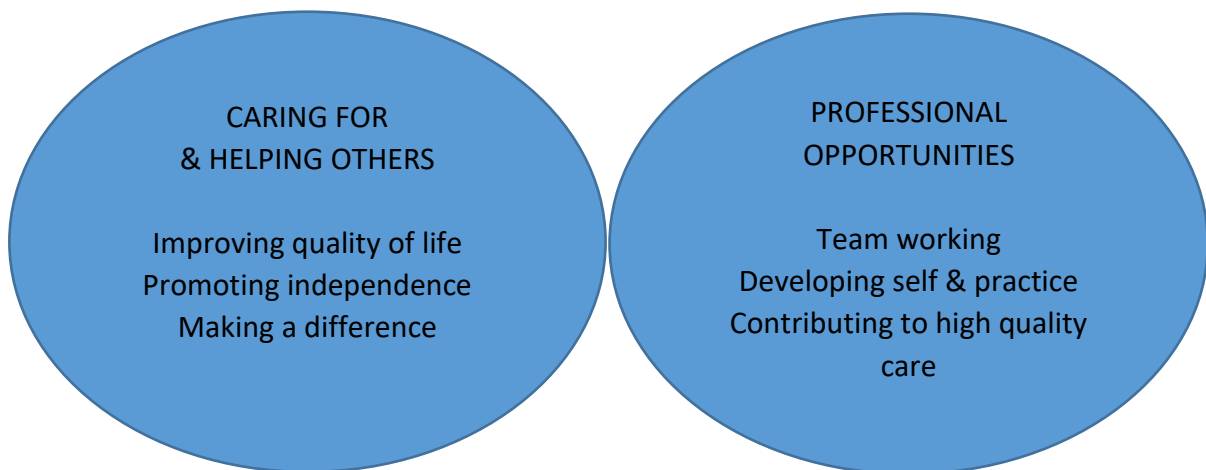 CARING FOR
& HELPING OTHERS
Improving quality of life
Promoting independence
Making a difference
PROFESSIONAL
OPPORTUNITIES
Team working
Developing self & practice
Contributing to high quality
care